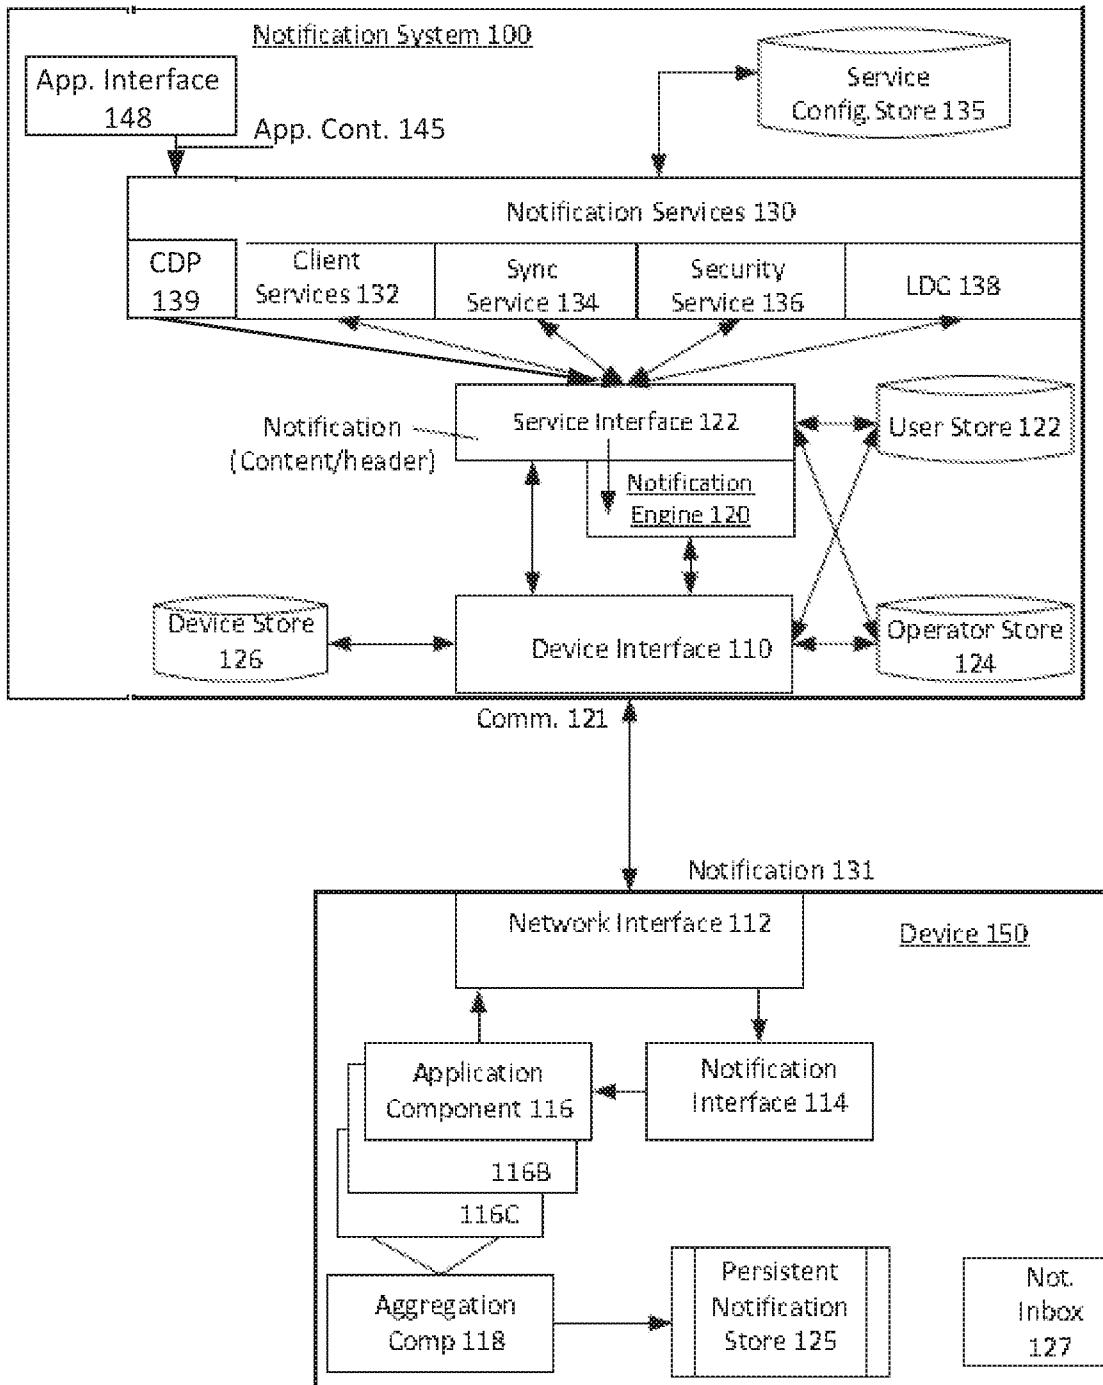 Notification System 100
App. Interface
148
App. Cont. 145
Service
Config. Store 135
Notification Services 130
CDP
139
Client
Services 132
Sync
Service 134
Security
Service 136
LDC 138
Service Interface 122
Notification
(Content/header)
Notification
Engine 120
User Store 122
Device Store
126
Device Interface 110
Operator Store
124
Comm. 121
Notification 131
Network Interface 112
Device 150
Application
Component 116
Notification
Interface 114
116B
116C
Aggregation
Comp 118
Persistent
Notification
Store 125
Not.
Inbox
127